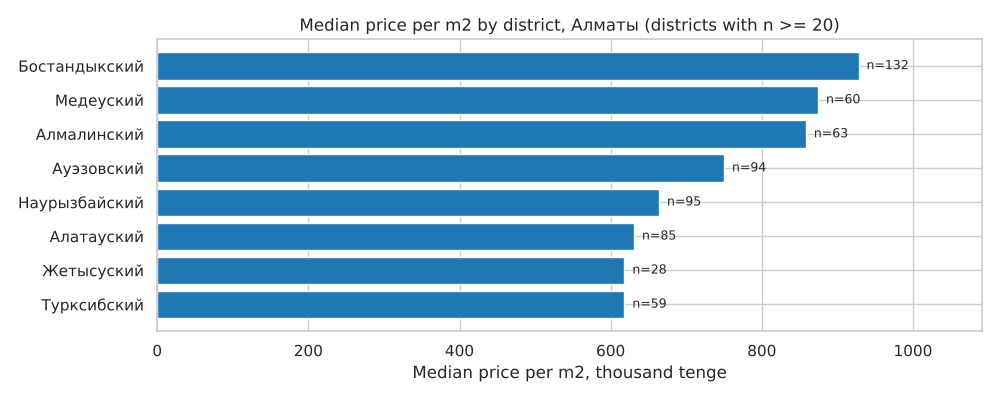 Median price per m2 by district, Алматы (districts with n >= 20)
Бостандыкский n=132
Медеуский n=60
Алмалинский n=63
Ауэзовский n=94
Наурызбайский n=95
Алатауский n=85
Жетысуский n=28
Турксибский n=59
0 200 400 600 800 1000
Median price per m2, thousand tenge